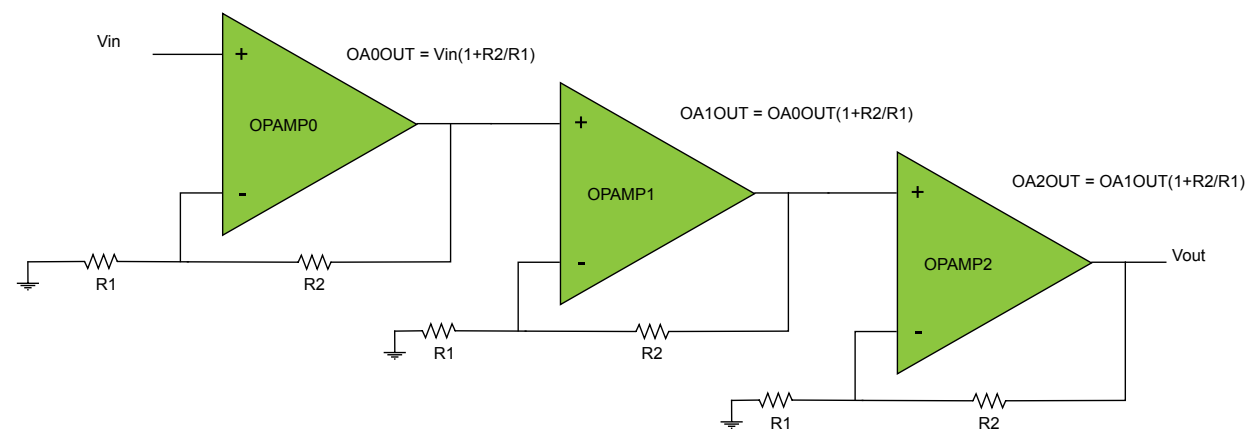 Vin
+
OA0OUT = Vin(1+R2/R1)
OPAMP0
-
R1
R2
+
OA1OUT = OA0OUT(1+R2/R1)
OPAMP1
-
R1
R2
+
OA2OUT = OA1OUT(1+R2/R1)
OPAMP2
Vout
-
R1
R2